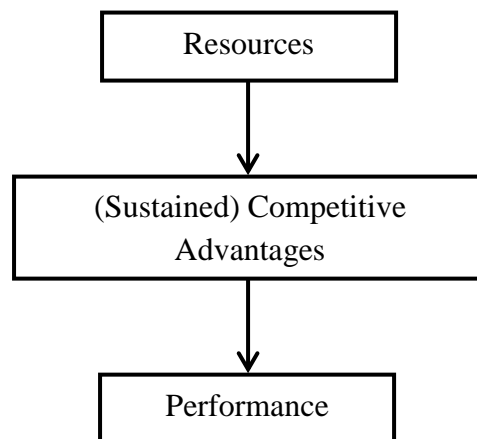 Resources
(Sustained) Competitive
Advantages
Performance